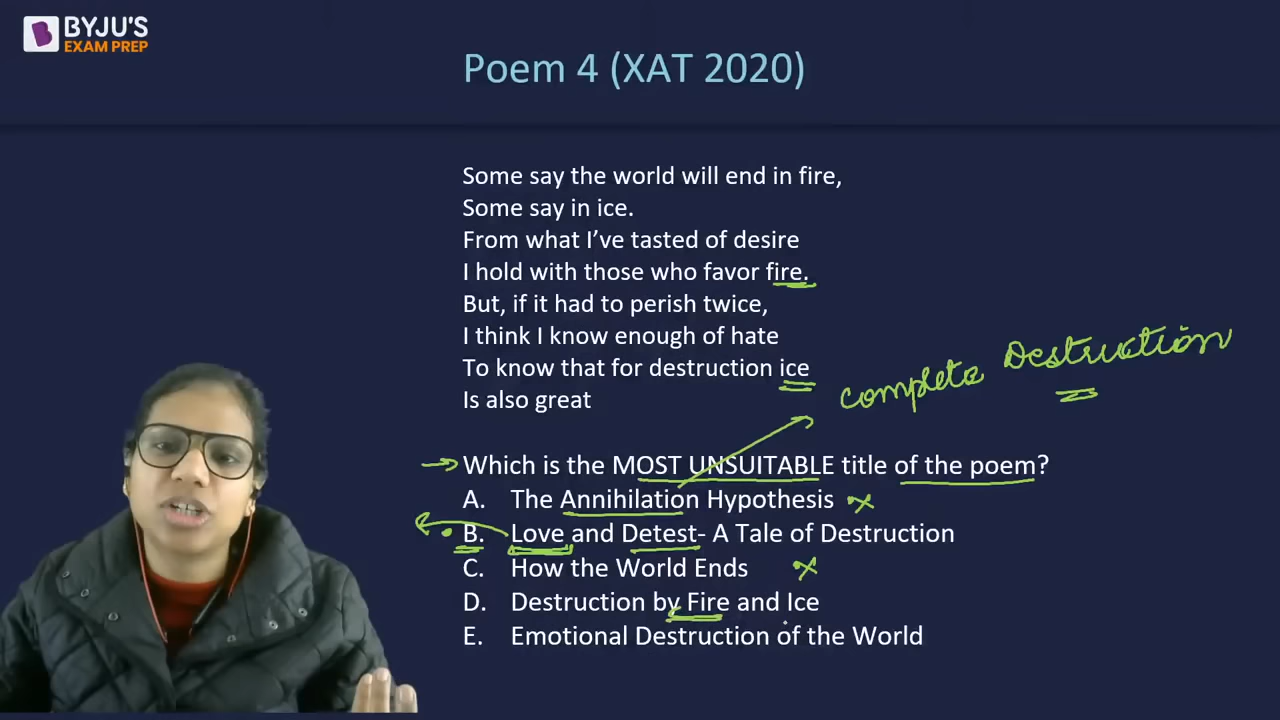 BYJU'S
EXAM PREP
Poem 4 (XAT 2020)
Some say the world will end in fire,
Some say in ice.
From what I've tasted of desire
I hold with those who favor fire.
But, if it had to perish twice,
I think I know enough of hate
To know that for destruction ice
Is also great
complete Destruction
Which is the MOST UNSUITABLE title of the poem?
A. The Annihilation Hypothesis
B. Love and Detest- A Tale of Destruction
C. How the World Ends
D. Destruction by Fire and Ice
E. Emotional Destruction of the World